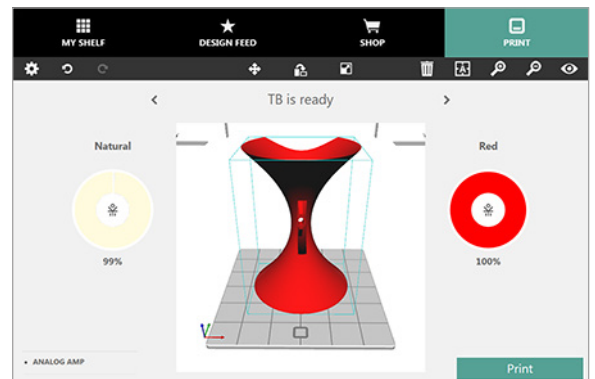 MY SHELF
DESIGN FEED
SHOP
PRINT
TB is ready
Natural
Red
99%
100%
• ANALOG AMP
Print